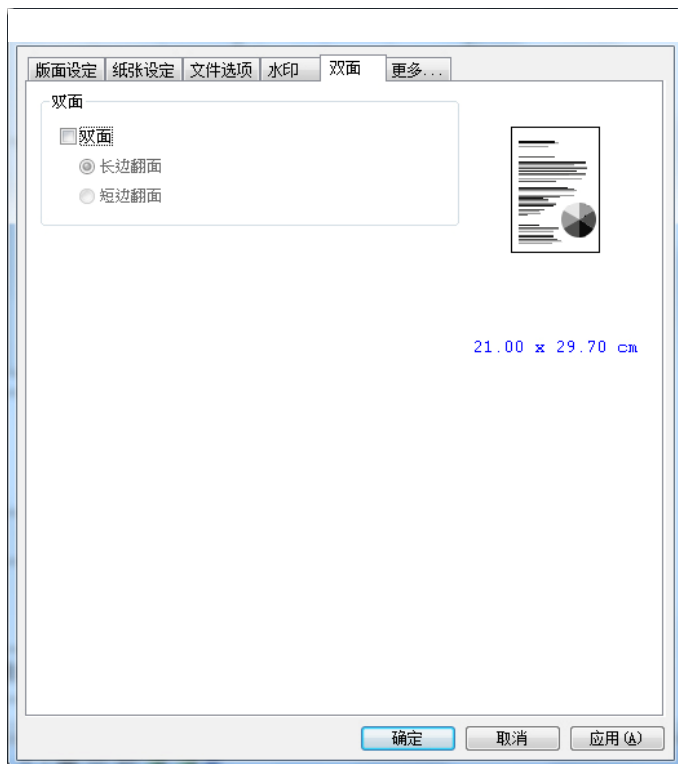 版面设定 纸张设定 文件选项 水印 双面 更多...
双面
双面
长边翻面
短边翻面
21.00 x 29.70 cm
确定 取消 应用(A)